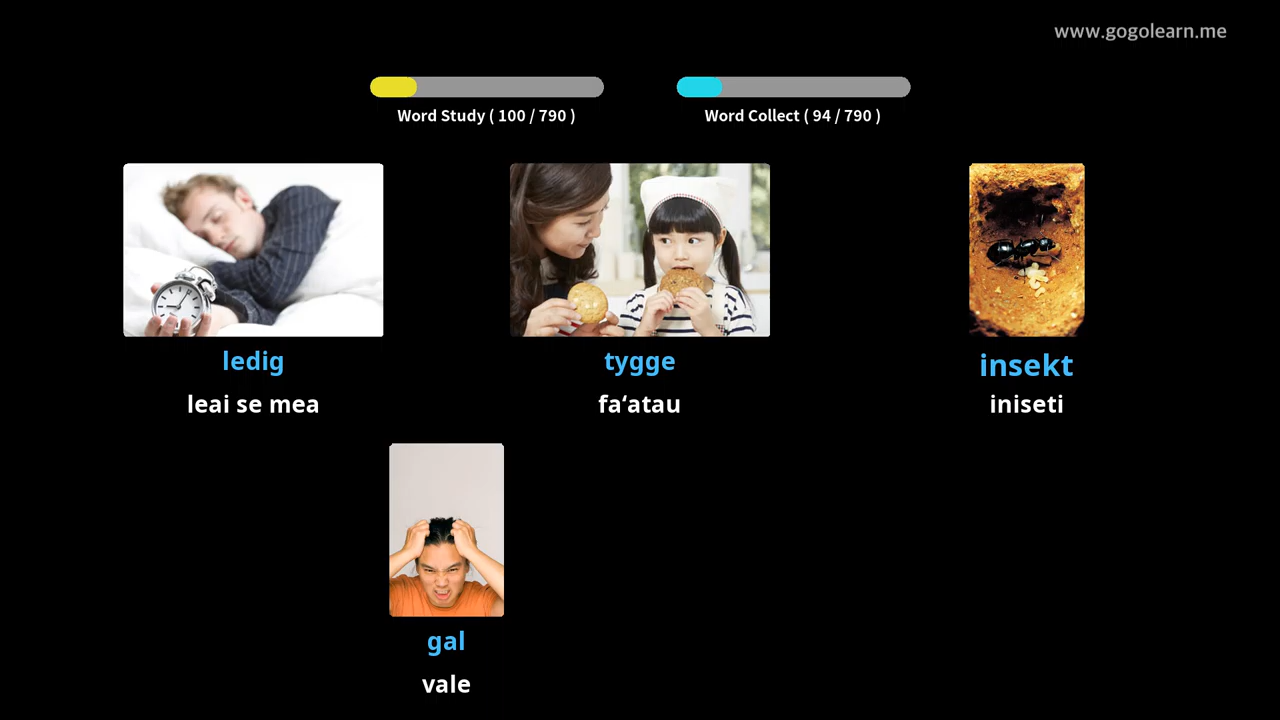 www.gogolearn.me
Word Study ( 100 / 790 )
Word Collect ( 94 / 790 )
ledig
leai se mea
tygge
fa‘atau
insekt
iniseti
gal
vale